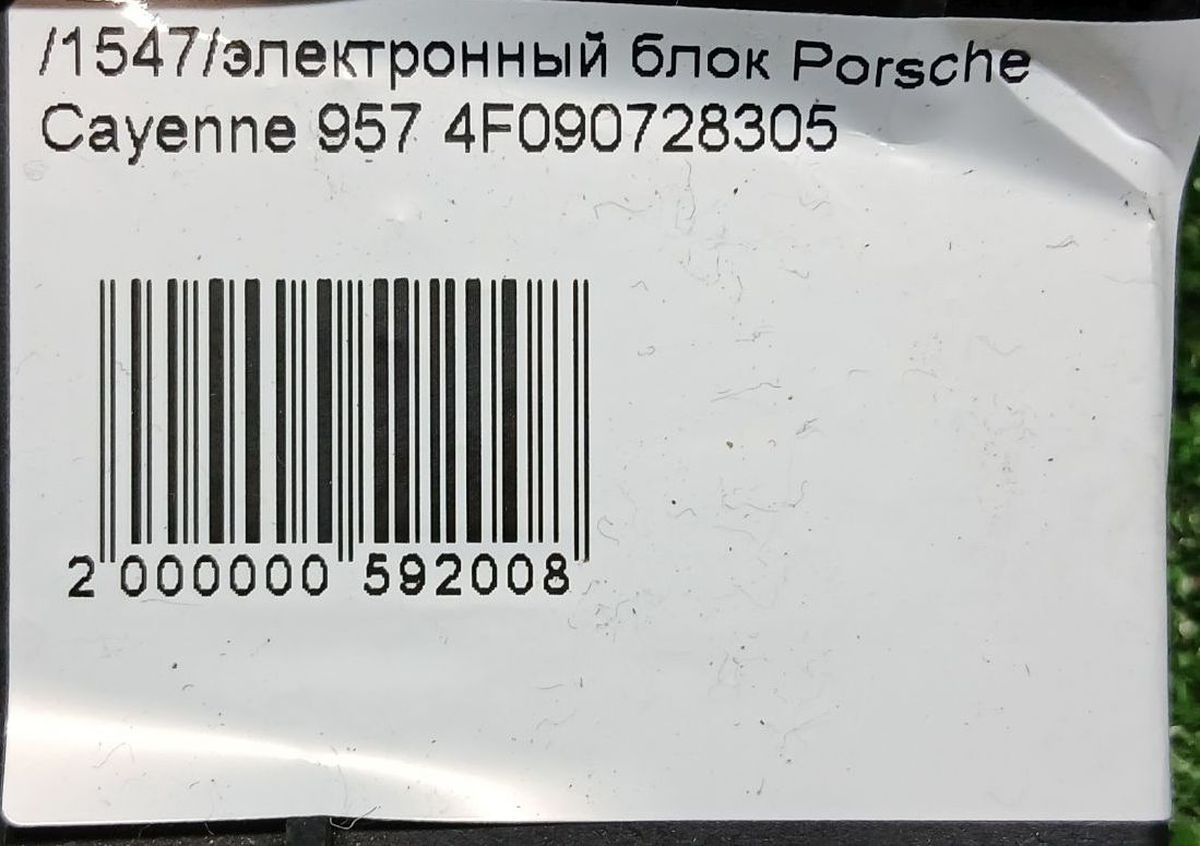 /1547/электронный блок Porsche
Cayenne 957 4F090728305
2 000000 592008